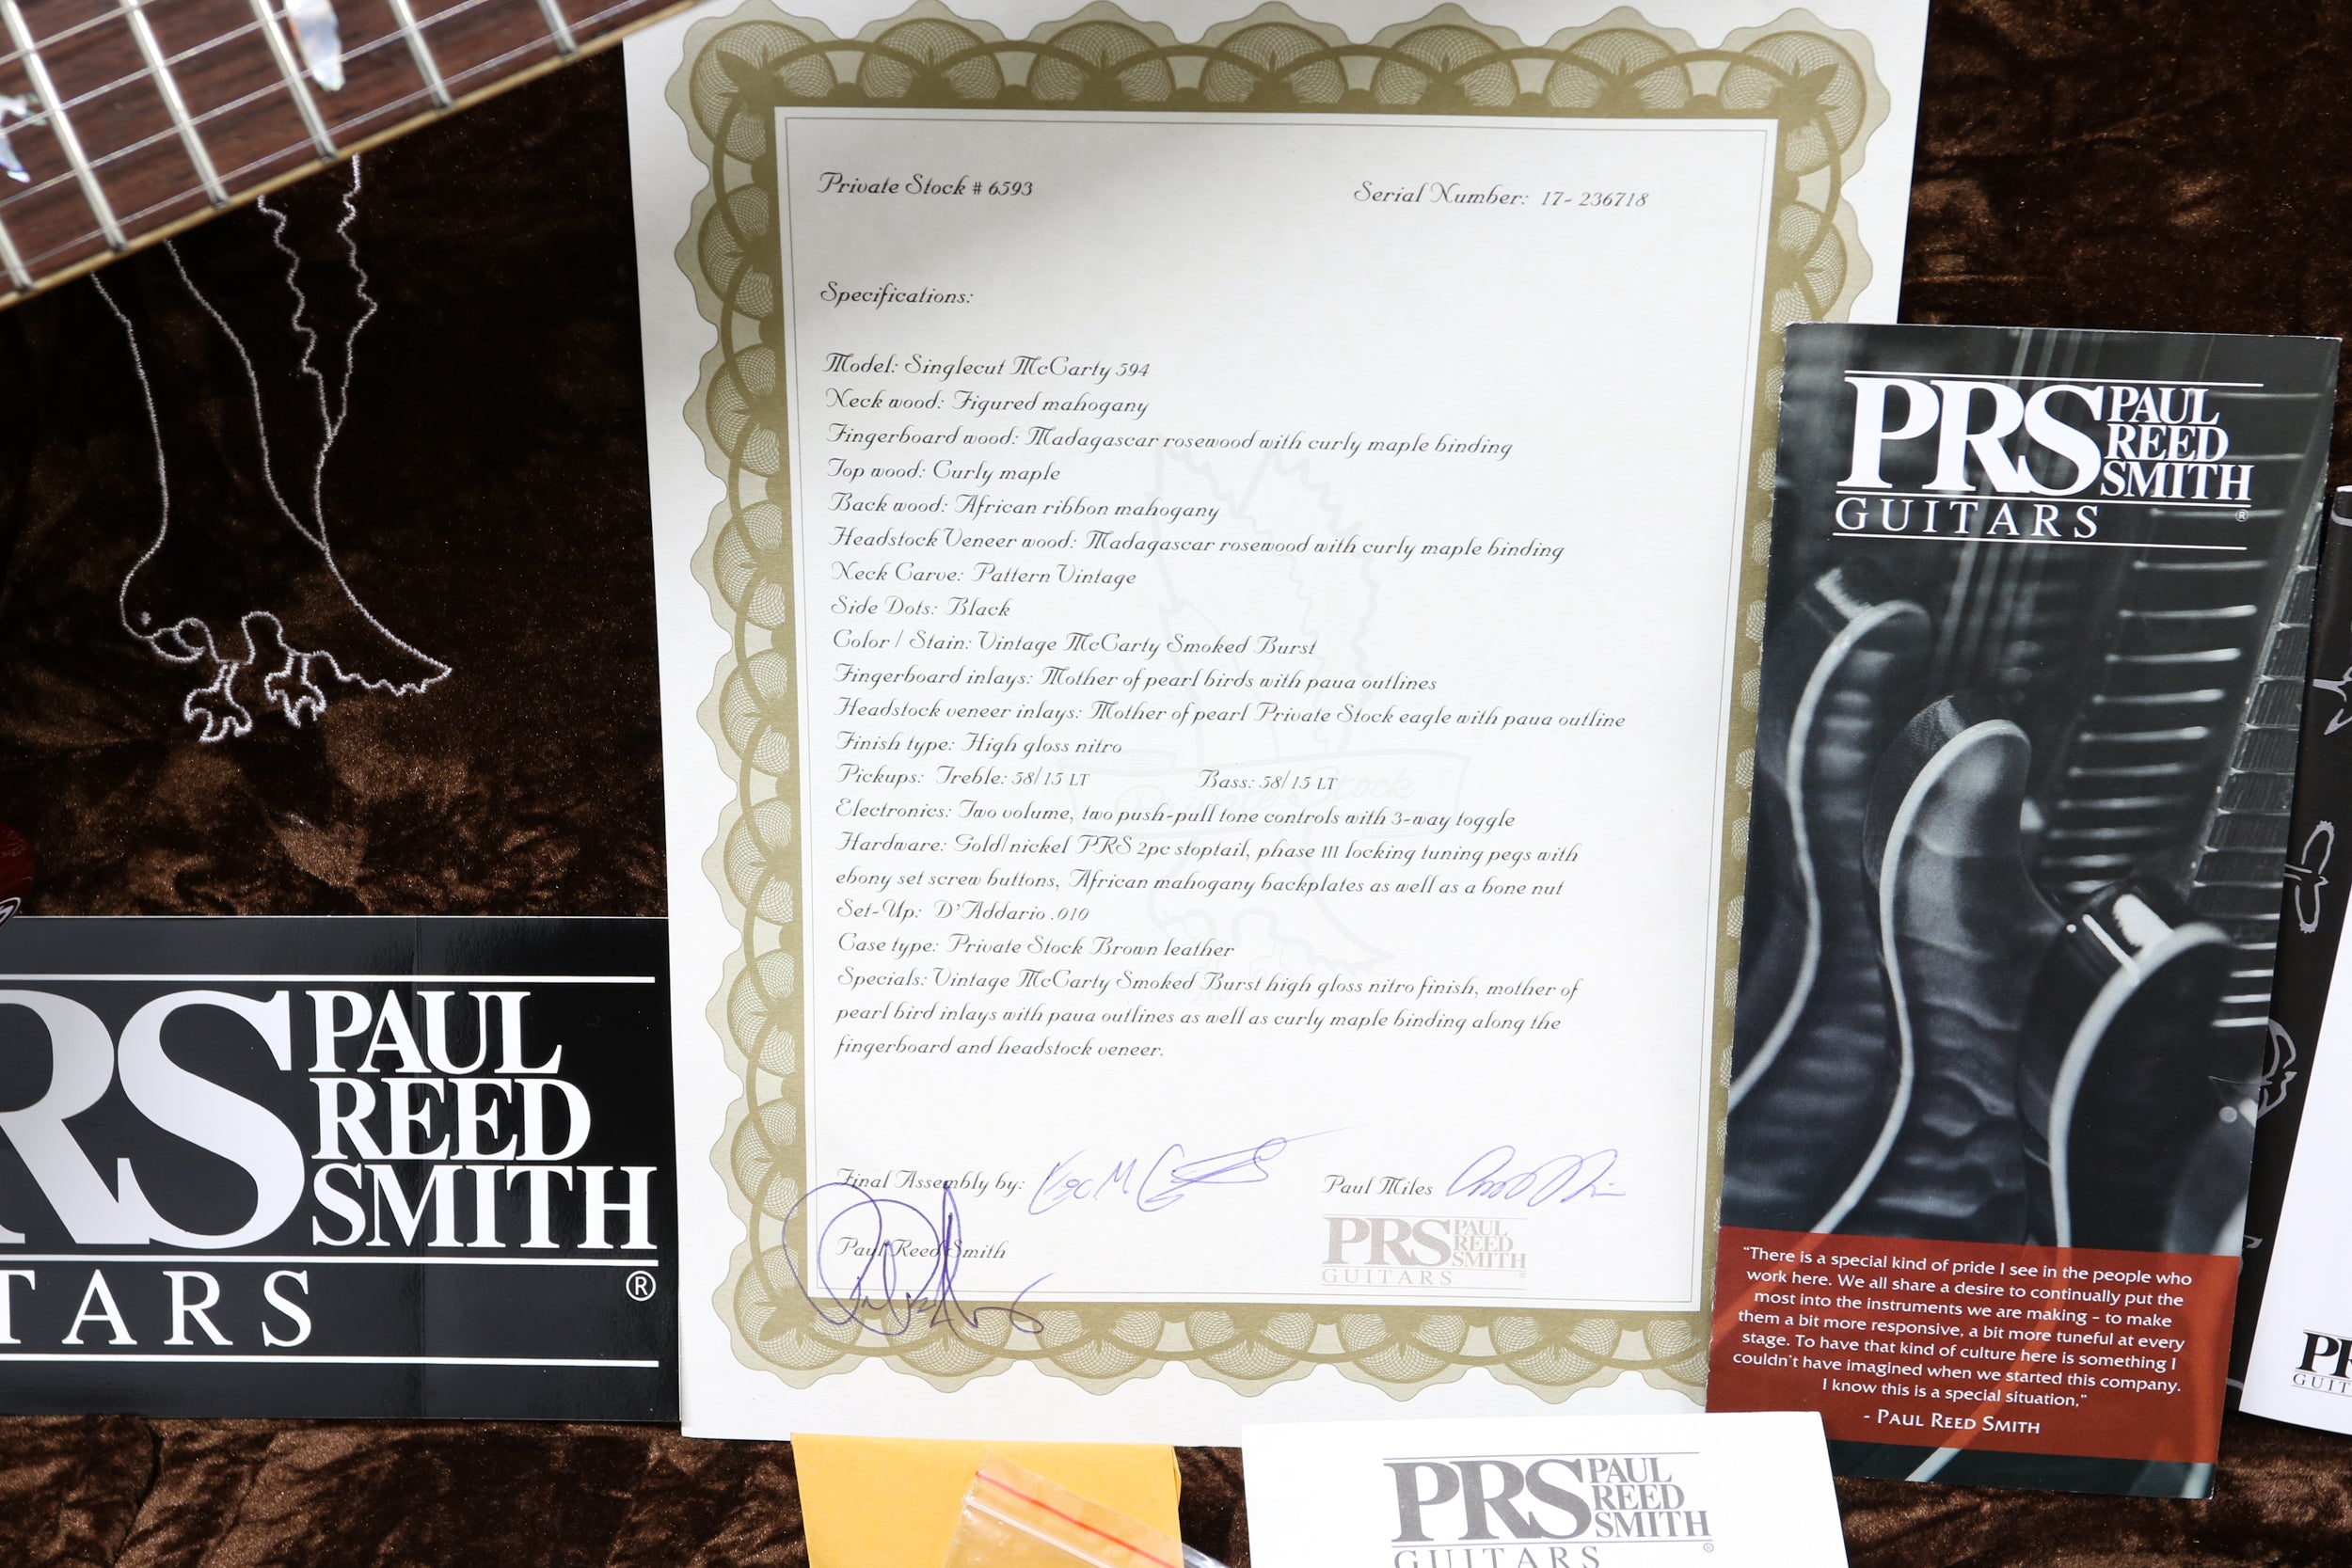 Private Stock # 6593
Serial Number: 17- 236718
Specifications:
Model: Singlecut McCarty 594
Neck wood: Figured mahogany
Fingerboard wood: Madagascar rosewood with curly maple binding
Top wood: Curly maple
Back wood: African ribbon mahogany
Headstock Veneer wood: Madagascar rosewood with curly maple binding
Neck Carve: Pattern Vintage
Side Dots: Black
Color / Stain: Vintage McCarty Smoked Burst
Fingerboard inlays: Mother of pearl birds with paua outlines
Headstock veneer inlays: Mother of pearl Private Stock eagle with paua outline
Finish type: High gloss nitro
Pickups: Treble: 58/15 LT Bass: 58/15 LT
Electronics: Two volume, two push-pull tone controls with 3-way toggle
Hardware: Gold/nickel PRS 2pc stoptail, phase III locking tuning pegs with
ebony set screw buttons, African mahogany backplates as well as a bone nut
Set-Up: D'Addario .010
Case type: Private Stock Brown leather
Specials: Vintage McCarty Smoked Burst high gloss nitro finish, mother of
pearl bird inlays with paua outlines as well as curly maple binding along the
fingerboard and headstock veneer.
Final Assembly by:
Paul Miles
Paul Reed Smith
PRS PAUL
REED
SMITH
GUITARS
PRS PAUL
REED
SMITH
GUITARS ®
"There is a special kind of pride I see in the people who
work here. We all share a desire to continually put the
most into the instruments we are making - to make
them a bit more responsive, a bit more tuneful at every
stage. To have that kind of culture here is something I
couldn't have imagined when we started this company.
I know this is a special situation,"
- PAUL REED SMITH
RS PAUL
REED
SMITH
TARS ®
PRS PAUL
REED
SMITH ®
GUITARS
PR
GUIT